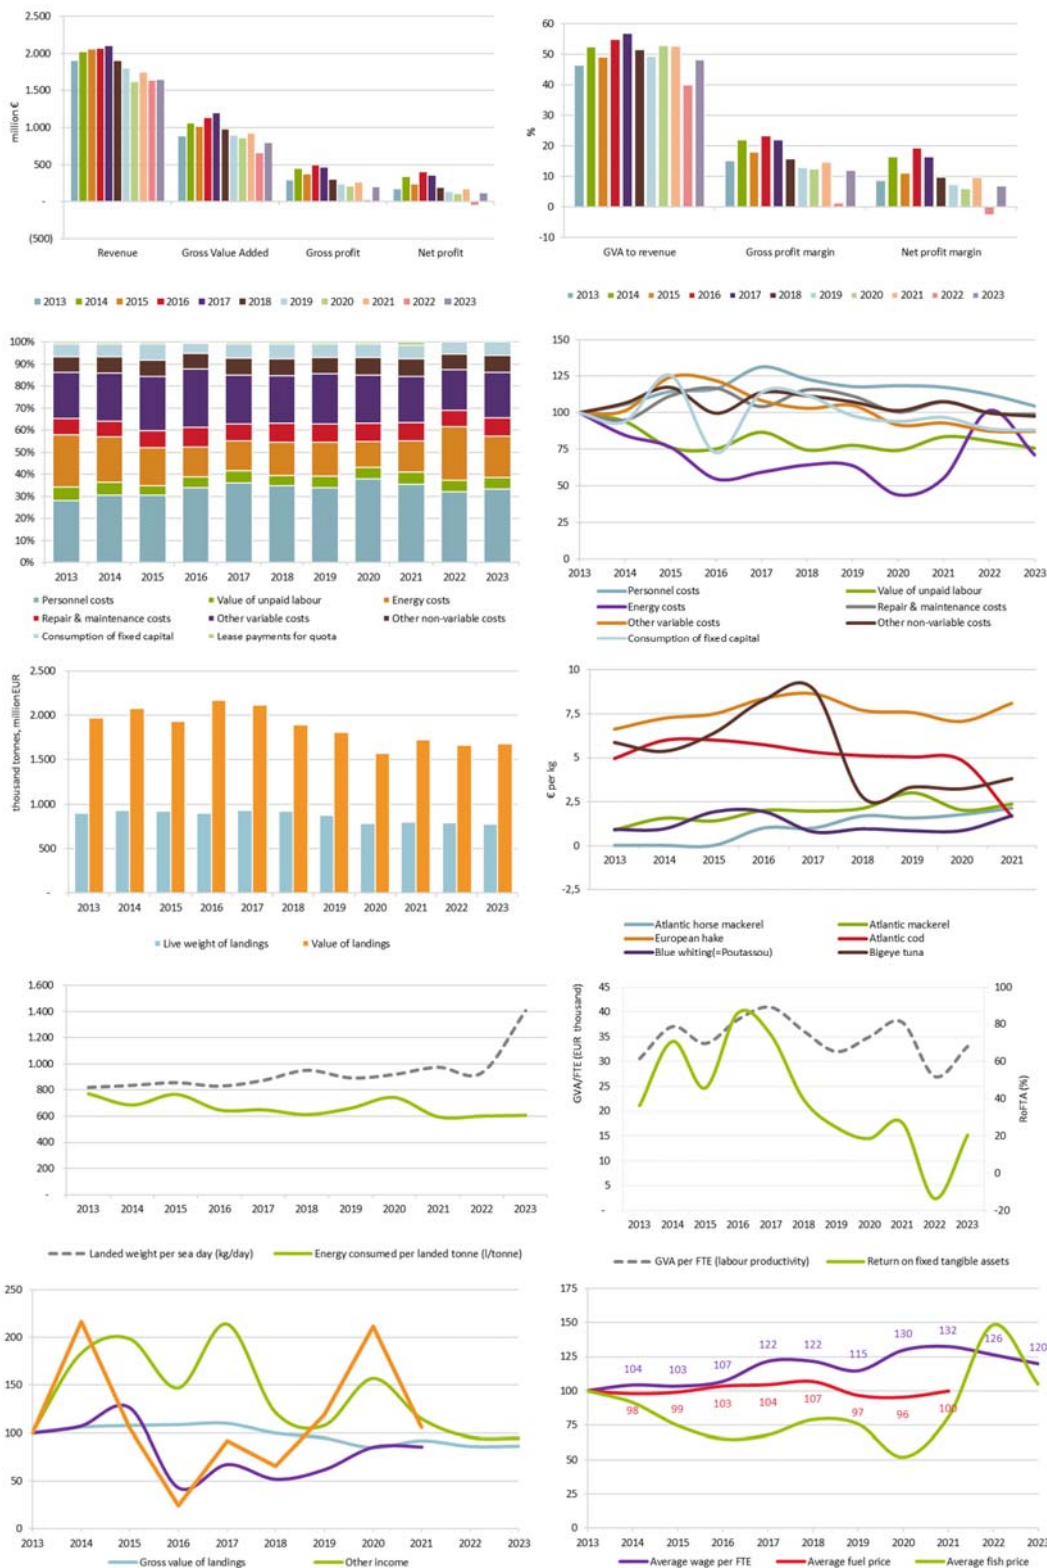 2.500
2.000
1.500
1.000
500
-
(500)
million €
Revenue Gross Value Added Gross profit Net profit
2013 2014 2015 2016 2017 2018 2019 2020 2021 2022 2023
60
50
40
30
20
10
0
-10
%
GVA to revenue Gross profit margin Net profit margin
2013 2014 2015 2016 2017 2018 2019 2020 2021 2022 2023
100%
90%
80%
70%
60%
50%
40%
30%
20%
10%
0%
2013 2014 2015 2016 2017 2018 2019 2020 2021 2022 2023
Personnel costs Value of unpaid labour Energy costs
Repair & maintenance costs Other variable costs Other non-variable costs
Consumption of fixed capital Lease payments for quota
150
125
100
75
50
25
0
2013 2014 2015 2016 2017 2018 2019 2020 2021 2022 2023
Personnel costs Value of unpaid labour
Energy costs Repair & maintenance costs
Other variable costs Other non-variable costs
Consumption of fixed capital
2.500
2.000
1.500
1.000
500
-
thousand tonnes, million EUR
2013 2014 2015 2016 2017 2018 2019 2020 2021 2022 2023
Live weight of landings Value of landings
10
7,5
5
2,5
0
-2,5
€ per kg
2013 2014 2015 2016 2017 2018 2019 2020 2021
Atlantic horse mackerel Atlantic mackerel
European hake Atlantic cod
Blue whiting(=Poutassou) Bigeye tuna
1.600
1.400
1.200
1.000
800
600
400
200
-
2013 2014 2015 2016 2017 2018 2019 2020 2021 2022 2023
Landed weight per sea day (kg/day) Energy consumed per landed tonne (l/tonne)
45
40
35
30
25
20
15
10
5
-
GVA/FTE (EUR thousand)
100
80
60
40
20
0
-20
RoFTA (%)
2013 2014 2015 2016 2017 2018 2019 2020 2021 2022 2023
GVA per FTE (labour productivity) Return on fixed tangible assets
250
200
150
100
50
0
2013 2014 2015 2016 2017 2018 2019 2020 2021 2022 2023
Gross value of landings Other income
175
150
125
100
75
50
25
0
104 103 107 122 122 115 130 132 126 120
98 99 103 104 107 97 96 100
2013 2014 2015 2016 2017 2018 2019 2020 2021 2022 2023
Average wage per FTE Average fuel price Average fish price